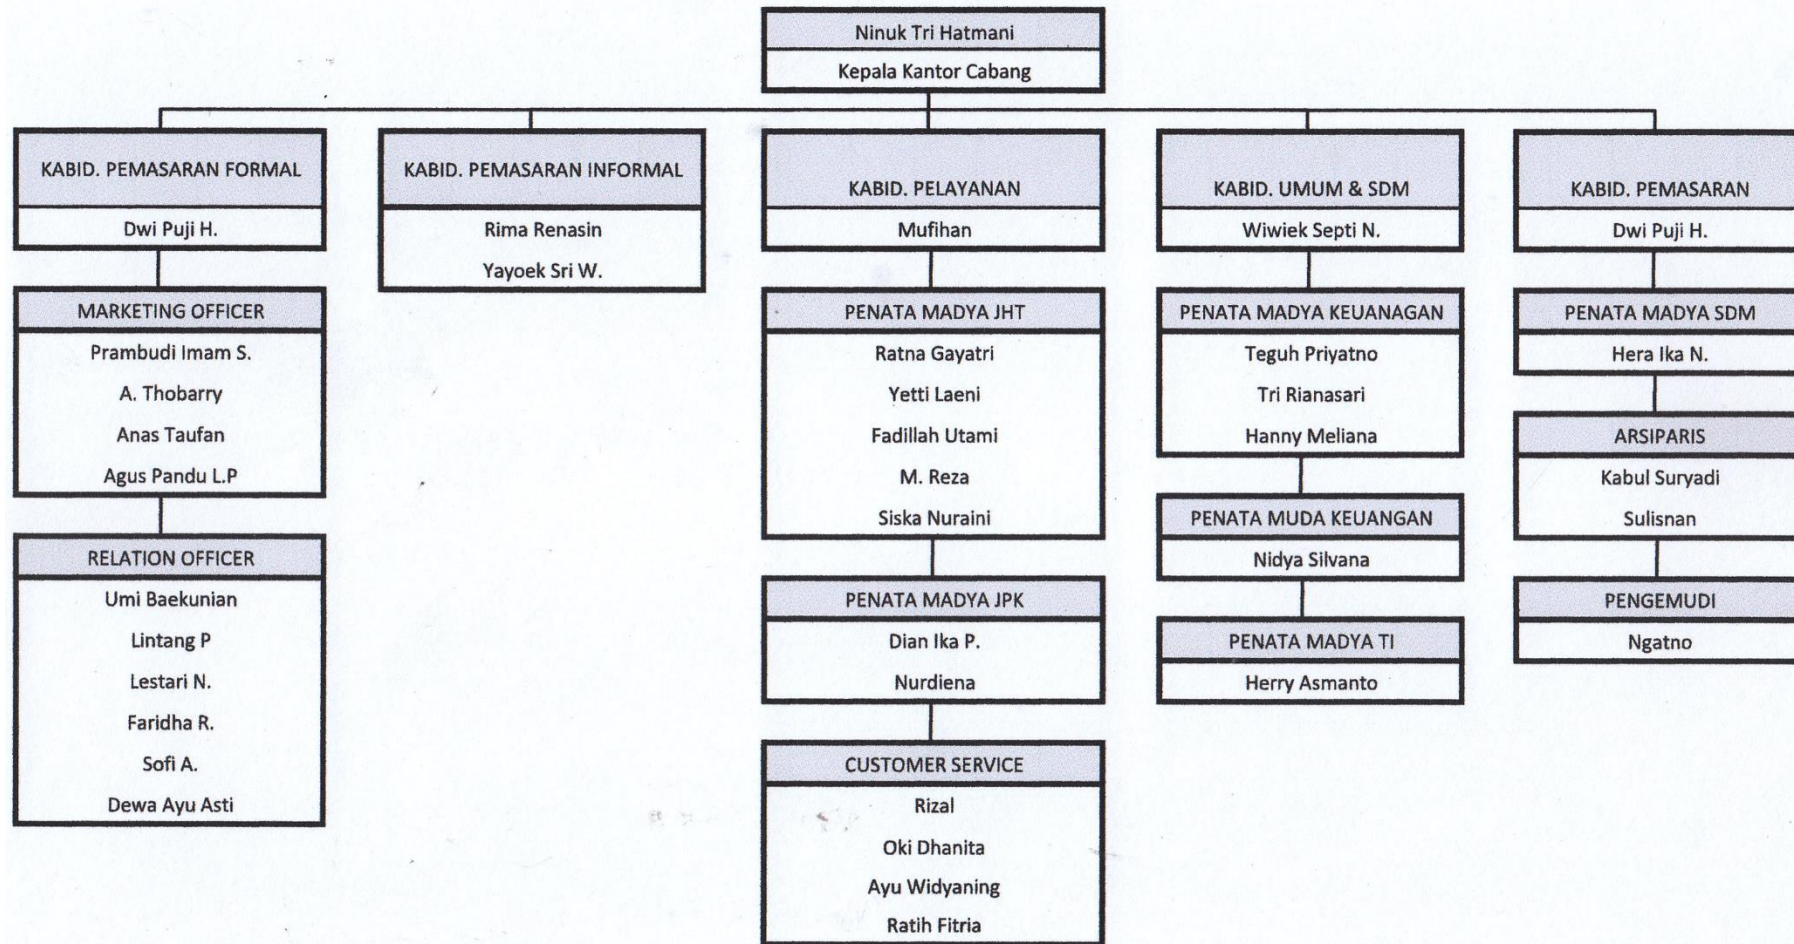 Ninuk Tri Hatmani
Kepala Kantor Cabang
KABID. PEMASARAN FORMAL
Dwi Puji H.
MARKETING OFFICER
Prambudi Imam S.
A. Thobarry
Anas Taufan
Agus Pandu L.P
RELATION OFFICER
Umi Baekunian
Lintang P
Lestari N.
Faridha R.
Sofi A.
Dewa Ayu Asti
KABID. PEMASARAN INFORMAL
Rima Renasin
Yayoek Sri W.
KABID. PELAYANAN
Mufihan
PENATA MADYA JHT
Ratna Gayatri
Yetti Laeni
Fadillah Utami
M. Reza
Siska Nuraini
PENATA MADYA JPK
Dian Ika P.
Nurdiena
CUSTOMER SERVICE
Rizal
Oki Dhanita
Ayu Widyaning
Ratih Fitria
KABID. UMUM & SDM
Wiwiek Septi N.
PENATA MADYA KEUANAGAN
Teguh Priyatno
Tri Rianasari
Hanny Meliana
PENATA MUDA KEUANGAN
Nidya Silvana
PENATA MADYA TI
Herry Asmanto
KABID. PEMASARAN
Dwi Puji H.
PENATA MADYA SDM
Hera Ika N.
ARSIPARIS
Kabul Suryadi
Sulisnan
PENGEMUDI
Ngatno